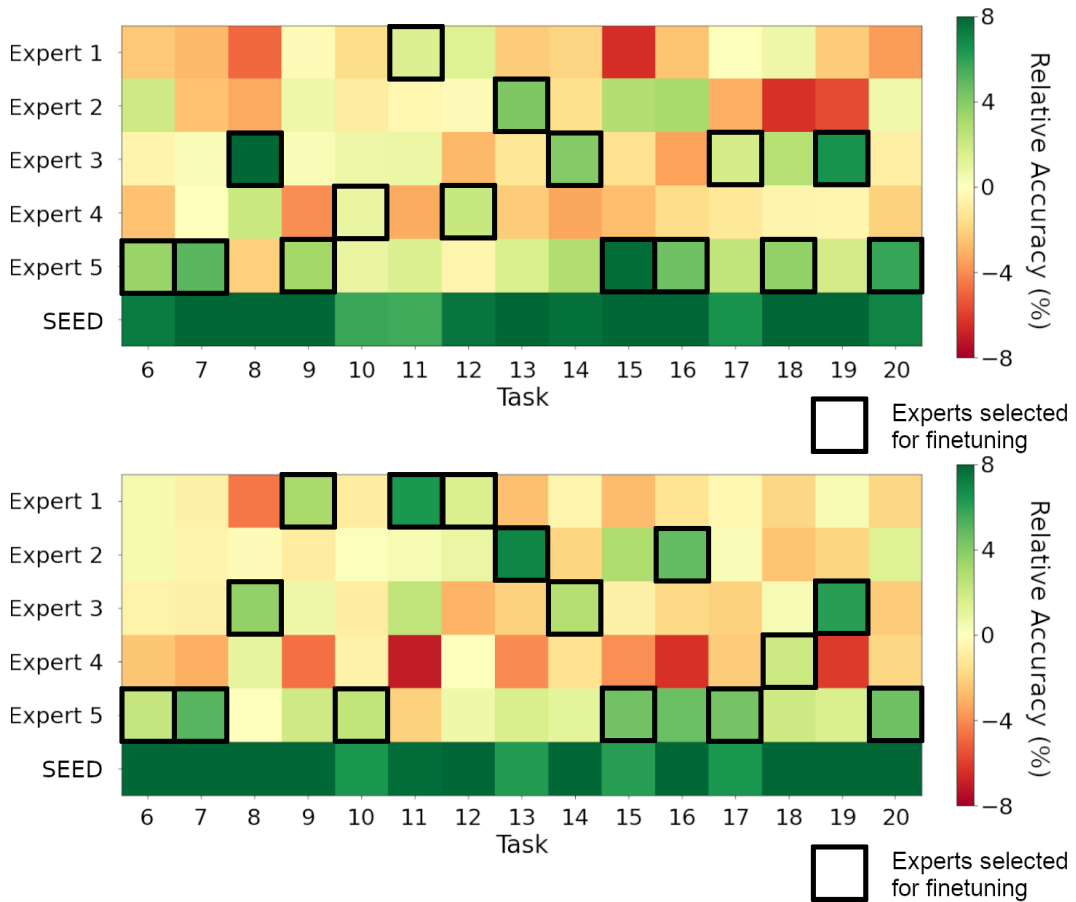 Expert 1
Expert 2
Expert 3
Expert 4
Expert 5
SEED
6 7 8 9 10 11 12 13 14 15 16 17 18 19 20
Task
8
4
0
−4
−8
Relative Accuracy (%)
Experts selected
for finetuning
Expert 1
Expert 2
Expert 3
Expert 4
Expert 5
SEED
6 7 8 9 10 11 12 13 14 15 16 17 18 19 20
Task
8
4
0
−4
−8
Relative Accuracy (%)
Experts selected
for finetuning